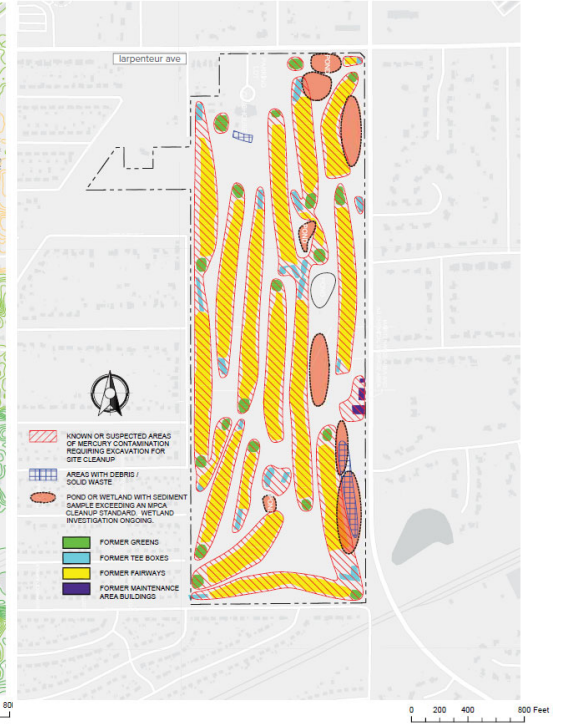 larpenteur ave
POND
KNOWN OR SUSPECTED AREAS
OF MERCURY CONTAMINATION
REQUIRING EXCAVATION FOR
SITE CLEANUP
AREAS WITH DEBRIS /
SOLID WASTE
POND OR WETLAND WITH SEDIMENT
SAMPLE EXCEEDING AN MPCA
CLEANUP STANDARD. WETLAND
INVESTIGATION ONGOING.
FORMER GREENS
FORMER TEE BOXES
FORMER FAIRWAYS
FORMER MAINTENANCE
AREA BUILDINGS
80
0 200 400 800 Feet